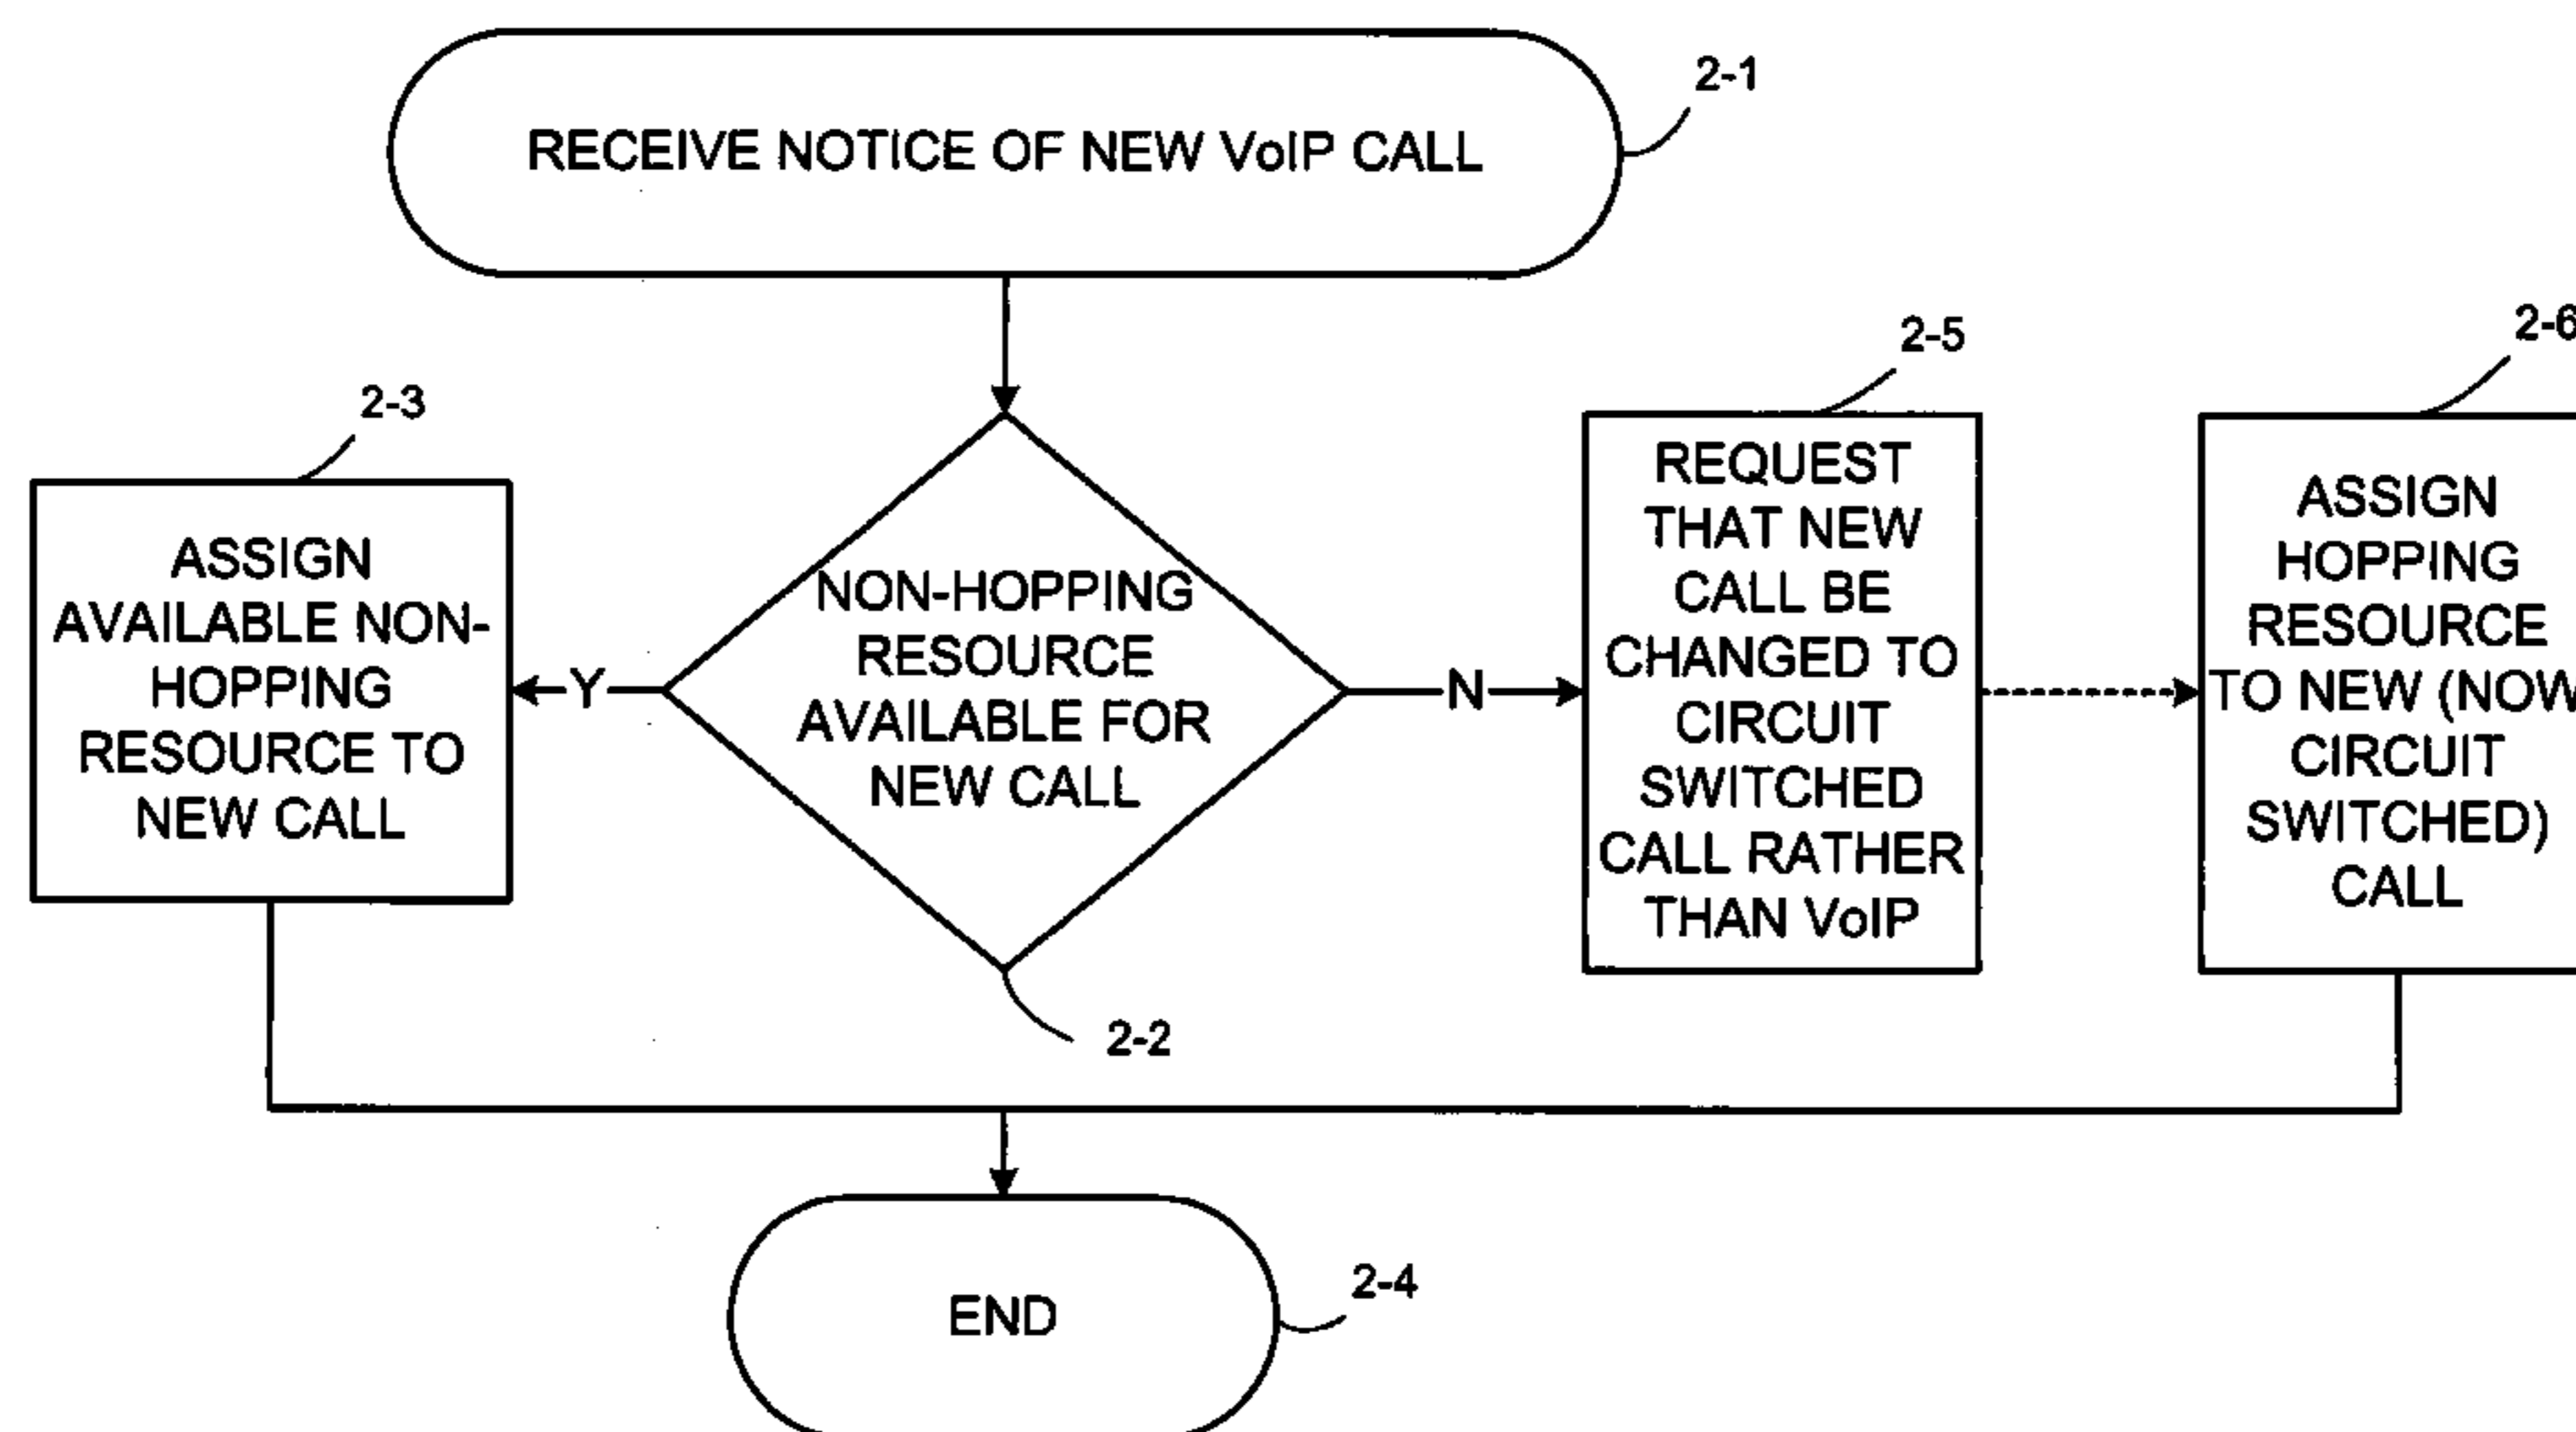 RECEIVE NOTICE OF NEW VoIP CALL
2-1
2-3
ASSIGN
AVAILABLE NON-
HOPPING
RESOURCE TO
NEW CALL
Y
NON-HOPPING
RESOURCE
AVAILABLE FOR
NEW CALL
2-2
N
2-5
REQUEST
THAT NEW
CALL BE
CHANGED TO
CIRCUIT
SWITCHED
CALL RATHER
THAN VoIP
2-6
ASSIGN
HOPPING
RESOURCE
TO NEW (NOW
CIRCUIT
SWITCHED)
CALL
END
2-4